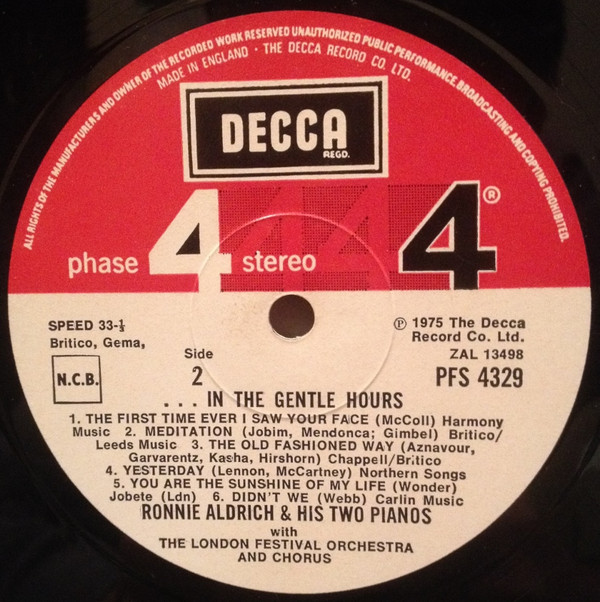 ALL RIGHTS OF THE MANUFACTURERS AND OWNER OF THE RECORDED WORK RESERVED UNAUTHORIZED PUBLIC PERFORMANCE, BROADCASTING AND COPYING PROHIBITED.
MADE IN ENGLAND · THE DECCA RECORD CO. LTD.
DECCA
REGD.
phase 4 stereo 4 4 4®
SPEED 33-⅓
Britico, Gema,
N.C.B.
Side
2
Ⓟ 1975 The Decca
Record Co. Ltd.
ZAL 13498
PFS 4329
. . . IN THE GENTLE HOURS
1. THE FIRST TIME EVER I SAW YOUR FACE (McColl) Harmony
Music 2. MEDITATION (Jobim, Mendonca; Gimbel) Britico/
Leeds Music 3. THE OLD FASHIONED WAY (Aznavour,
Garvarentz, Kasha, Hirshorn) Chappell/Britico
4. YESTERDAY (Lennon, McCartney) Northern Songs
5. YOU ARE THE SUNSHINE OF MY LIFE (Wonder)
Jobete (Ldn) 6. DIDN'T WE (Webb) Carlin Music
RONNIE ALDRICH & HIS TWO PIANOS
with
THE LONDON FESTIVAL ORCHESTRA
AND CHORUS